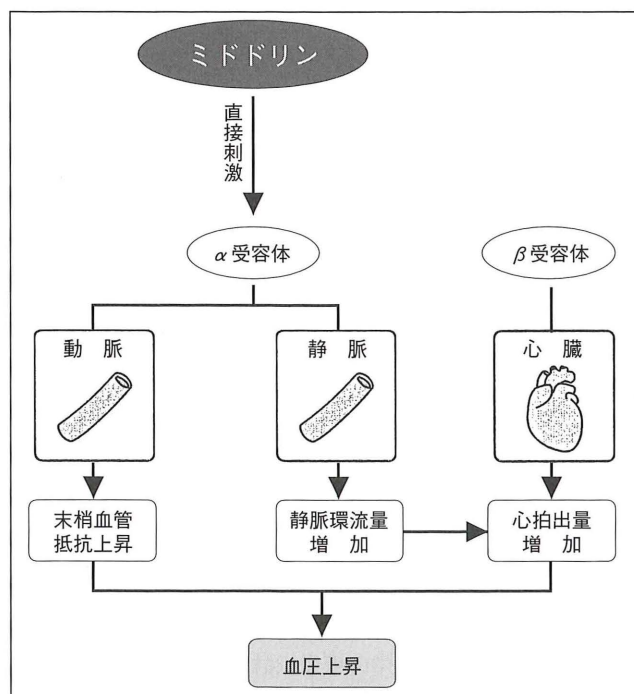 ミドドリン
直接刺激
α受容体
β受容体
動 脈
静 脈
心 臓
末梢血管
抵抗上昇
静脈環流量
増 加
心拍出量
増 加
血圧上昇